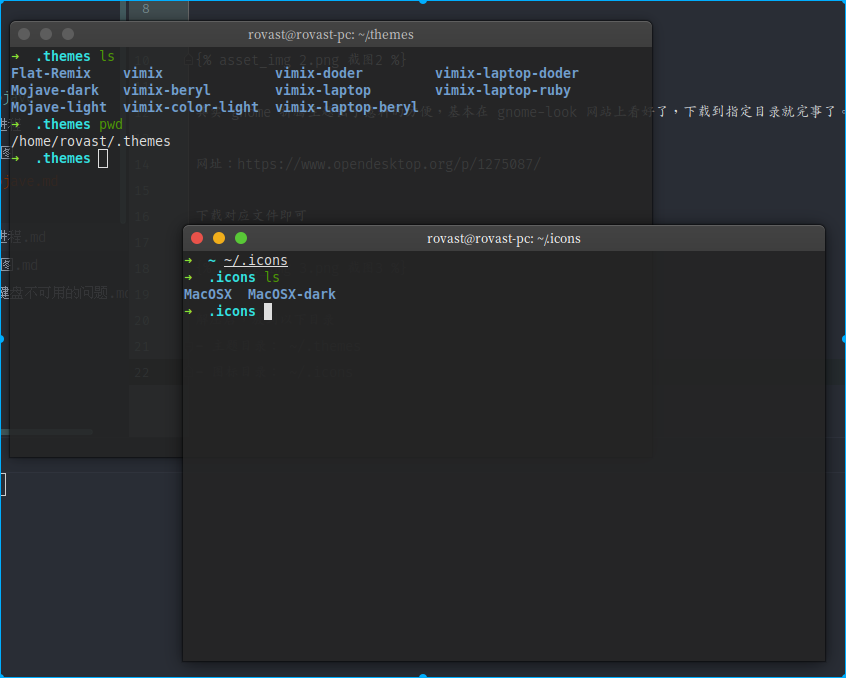 8
rovast@rovast-pc: ~/.themes
➜ .themes ls
{% asset_img 2.png 截图2 %}
Flat-Remix vimix vimix-doder vimix-laptop-doder
Mojave-dark vimix-beryl vimix-laptop vimix-laptop-ruby
Mojave-light vimix-color-light vimix-laptop-beryl
便,基本在 gnome-look 网站上看好了,下载到指定目录就完事了。
➜ .themes pwd
/home/rovast/.themes
➜ .themes
14 网址:https://www.opendesktop.org/p/1275087/
15
16 下载对应文件即可
rovast@rovast-pc: ~/.icons
➜ ~ ~/.icons
➜ .icons ls
MacOSX MacOSX-dark
➜ .icons
进程.md
17
图.md
18
键盘不可用的问题.md
19
20
21
22